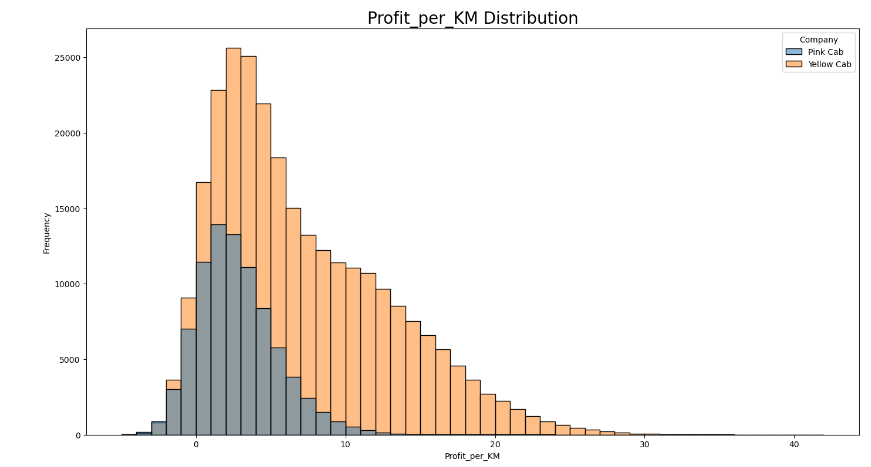 Profit_per_KM Distribution
Company
Pink Cab
Yellow Cab
Frequency
25000
20000
15000
10000
5000
0
0 10 20 30 40
Profit_per_KM